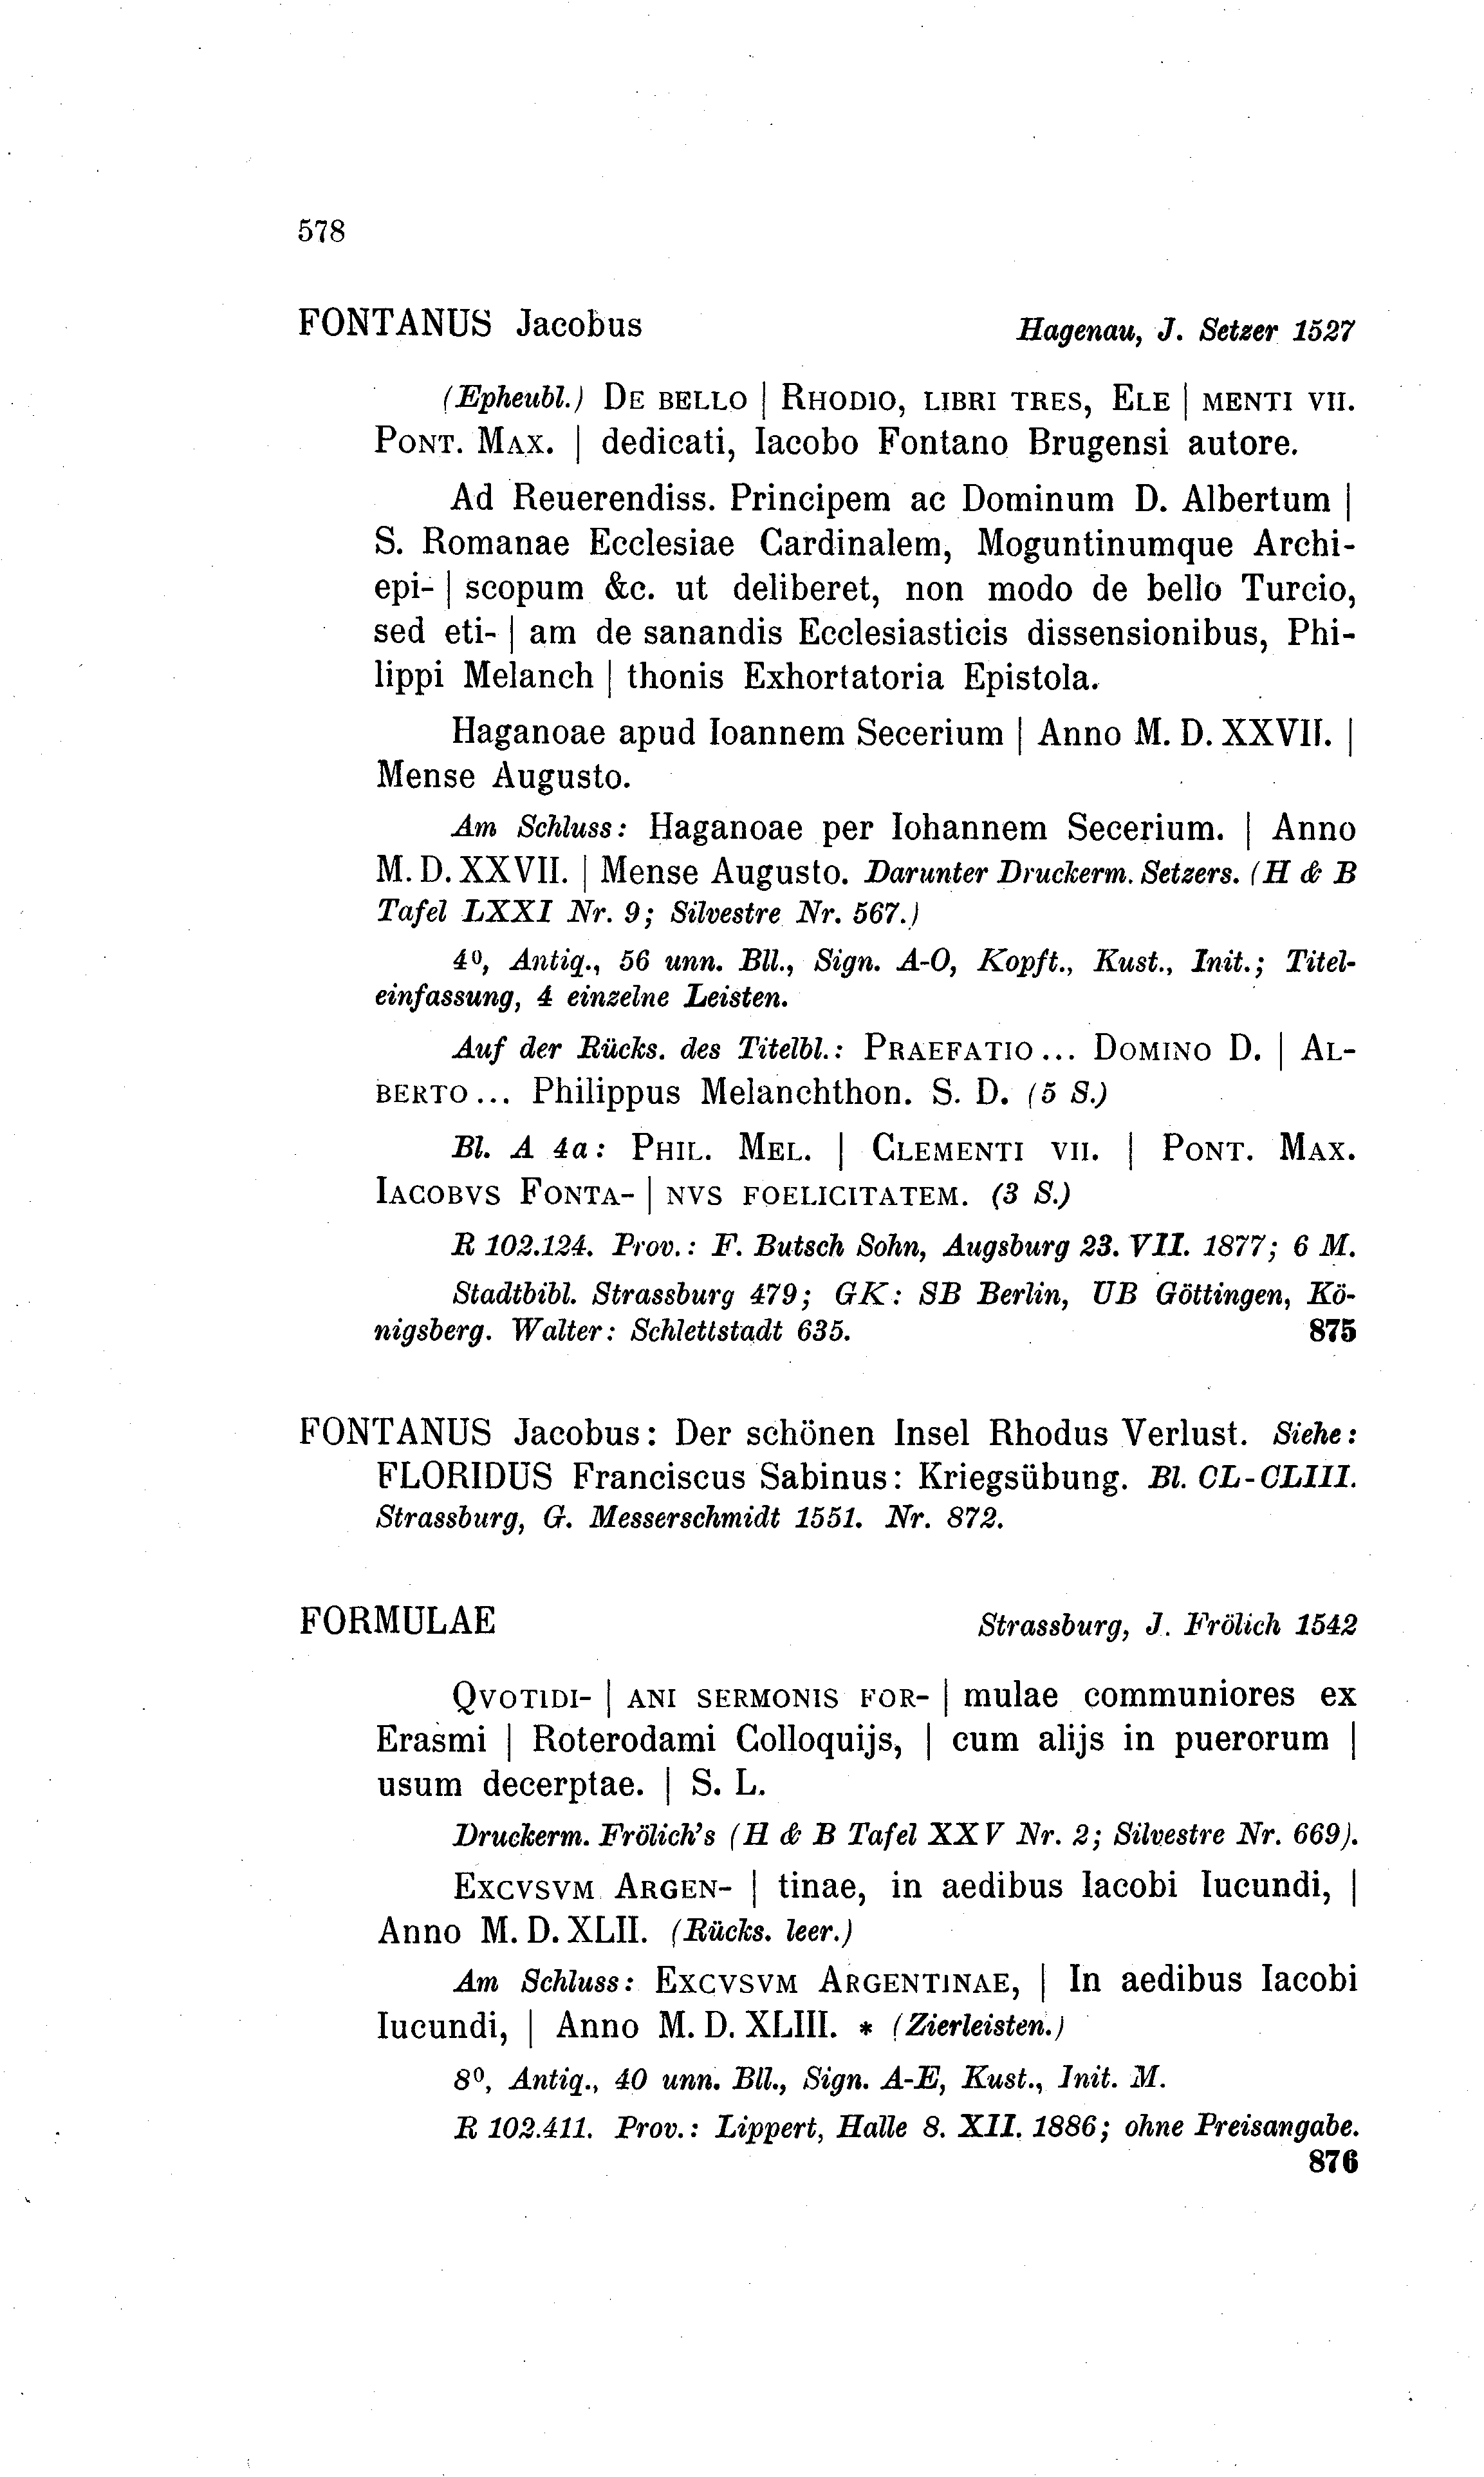 578
FONTANUS Jacobus Hagenau, J. Setzer 1527
(Epheubl.) DE BELLO | RHODIO, LIBRI TRES, ELE | MENTI VII.
PONT. MAX. | dedicati, Iacobo Fontano Brugensi autore.
Ad Reuerendiss. Principem ac Dominum D. Albertum |
S. Romanae Ecclesiae Cardinalem, Moguntinumque Archi-
epi- | scopum &c. ut deliberet, non modo de bello Turcio,
sed eti- | am de sanandis Ecclesiasticis dissensionibus, Phi-
lippi Melanch | thonis Exhortatoria Epistola.
Haganoae apud Ioannem Secerium | Anno M. D. XXVII. |
Mense Augusto.
Am Schluss: Haganoae per Iohannem Secerium. | Anno
M. D. XXVII. | Mense Augusto. Darunter Druckerm. Setzers. (H & B
Tafel LXXI Nr. 9; Silvestre Nr. 567.)
4⁰, Antiq., 56 unn. Bll., Sign. A-O, Kopft., Kust., Init.; Titel-
einfassung, 4 einzelne Leisten.
Auf der Rücks. des Titelbl.: PRAEFATIO... DOMINO D. | AL-
BERTO... Philippus Melanchthon. S. D. (5 S.)
Bl. A 4a: PHIL. MEL. | CLEMENTI VII. | PONT. MAX.
IACOBVS FONTA- | NVS FOELICITATEM. (3 S.)
R 102.124. Prov.: F. Butsch Sohn, Augsburg 23. VII. 1877; 6 M.
Stadtbibl. Strassburg 479; GK: SB Berlin, UB Göttingen, Kö-
nigsberg. Walter: Schlettstadt 635. 875
FONTANUS Jacobus: Der schönen Insel Rhodus Verlust. Siehe:
FLORIDUS Franciscus Sabinus: Kriegsübung. Bl. CL-CLIII.
Strassburg, G. Messerschmidt 1551. Nr. 872.
FORMULAE Strassburg, J. Frölich 1542
QVOTIDI- | ANI SERMONIS FOR- | mulae communiores ex
Erasmi | Roterodami Colloquijs, | cum alijs in puerorum |
usum decerptae. | S. L.
Druckerm. Frölich's (H & B Tafel XXV Nr. 2; Silvestre Nr. 669).
EXCVSVM ARGEN- | tinae, in aedibus Iacobi Iucundi, |
Anno M. D. XLII. (Rücks. leer.)
Am Schluss: EXCVSVM ARGENTINAE, | In aedibus Iacobi
Iucundi, | Anno M. D. XLIII. * (Zierleisten.)
8⁰, Antiq., 40 unn. Bll., Sign. A-E, Kust., Init. M.
R 102.411. Prov.: Lippert, Halle 8. XII. 1886; ohne Preisangabe.
876